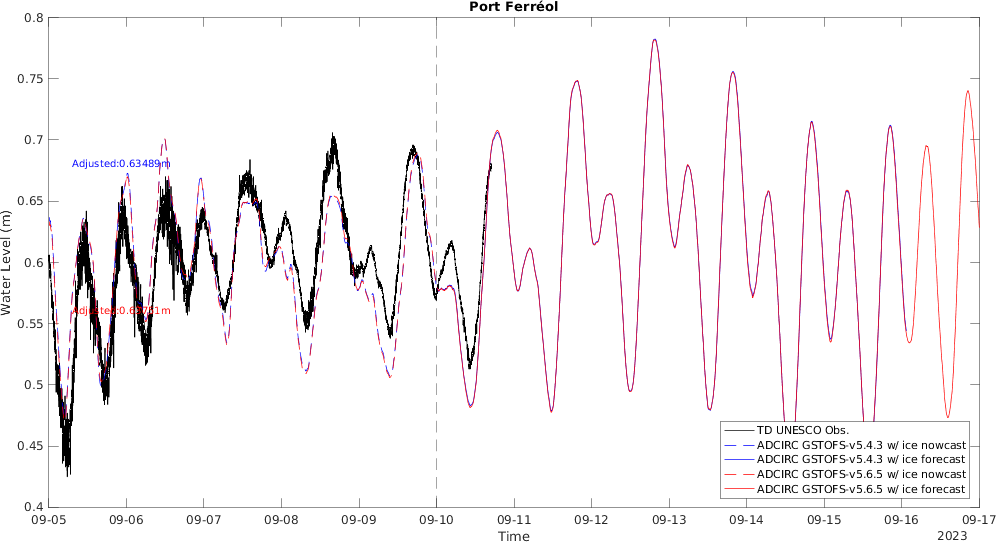 Port Ferréol
0.8
0.75
0.7
0.65
0.6
0.55
0.5
0.45
0.4
Water Level (m)
Adjusted:0.63489m
TD UNESCO Obs.
ADCIRC GSTOFS-v5.4.3 w/ ice nowcast
ADCIRC GSTOFS-v5.4.3 w/ ice forecast
ADCIRC GSTOFS-v5.6.5 w/ ice nowcast
ADCIRC GSTOFS-v5.6.5 w/ ice forecast
09-05
09-06
09-07
09-08
09-09
09-10
09-11
09-12
09-13
09-14
09-15
09-16
09-17
Time
2023